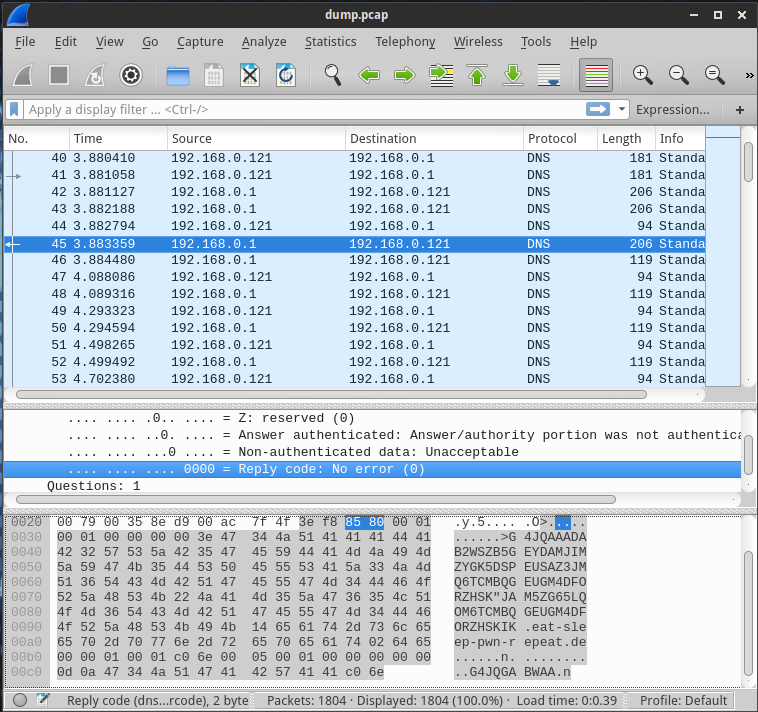 dump.pcap
File Edit View Go Capture Analyze Statistics Telephony Wireless Tools Help
»
Apply a display filter ... <Ctrl-/> Expression... +
No. Time Source Destination Protocol Length Info
40 3.880410 192.168.0.121 192.168.0.1 DNS 181 Standa
41 3.881058 192.168.0.121 192.168.0.1 DNS 181 Standa
42 3.881127 192.168.0.1 192.168.0.121 DNS 206 Standa
43 3.882188 192.168.0.1 192.168.0.121 DNS 206 Standa
44 3.882794 192.168.0.121 192.168.0.1 DNS 94 Standa
45 3.883359 192.168.0.1 192.168.0.121 DNS 206 Standa
46 3.884480 192.168.0.1 192.168.0.121 DNS 119 Standa
47 4.088086 192.168.0.121 192.168.0.1 DNS 94 Standa
48 4.089316 192.168.0.1 192.168.0.121 DNS 119 Standa
49 4.293323 192.168.0.121 192.168.0.1 DNS 94 Standa
50 4.294594 192.168.0.1 192.168.0.121 DNS 119 Standa
51 4.498265 192.168.0.121 192.168.0.1 DNS 94 Standa
52 4.499492 192.168.0.1 192.168.0.121 DNS 119 Standa
53 4.702380 192.168.0.121 192.168.0.1 DNS 94 Standa
.... .... .0.. .... = Z: reserved (0)
.... .... ..0. .... = Answer authenticated: Answer/authority portion was not authentica
.... .... ...0 .... = Non-authenticated data: Unacceptable
.... .... .... 0000 = Reply code: No error (0)
Questions: 1
0020 00 79 00 35 8e d9 00 ac 7f 4f 3e f8 85 80 00 01 .y.5.... .O>.....
0030 00 01 00 00 00 00 3e 47 34 4a 51 41 41 41 44 41 ......>G 4JQAAADA
0040 42 32 57 53 5a 42 35 47 45 59 44 41 4d 4a 49 4d B2WSZB5G EYDAMJIM
0050 5a 59 47 4b 35 44 53 50 45 55 53 41 5a 33 4a 4d ZYGK5DSP EUSAZ3JM
0060 51 36 54 43 4d 42 51 47 45 55 47 4d 34 44 46 4f Q6TCMBQG EUGM4DFO
0070 52 5a 48 53 4b 22 4a 41 4d 35 5a 47 36 35 4c 51 RZHSK"JA M5ZG65LQ
0080 4f 4d 36 54 43 4d 42 51 47 45 55 47 4d 34 44 46 OM6TCMBQ GEUGM4DF
0090 4f 52 5a 48 53 4b 49 4b 14 65 61 74 2d 73 6c 65 ORZHSKIK .eat-sle
00a0 65 70 2d 70 77 6e 2d 72 65 70 65 61 74 02 64 65 ep-pwn-r epeat.de
00b0 00 00 01 00 01 c0 6e 00 05 00 01 00 00 00 00 00 ......n. ........
00c0 0d 0a 47 34 4a 51 47 41 42 57 41 41 c0 6e ..G4JQGA BWAA.n
Reply code (dns...rcode), 2 byte Packets: 1804 · Displayed: 1804 (100.0%) · Load time: 0:0.39 Profile: Default